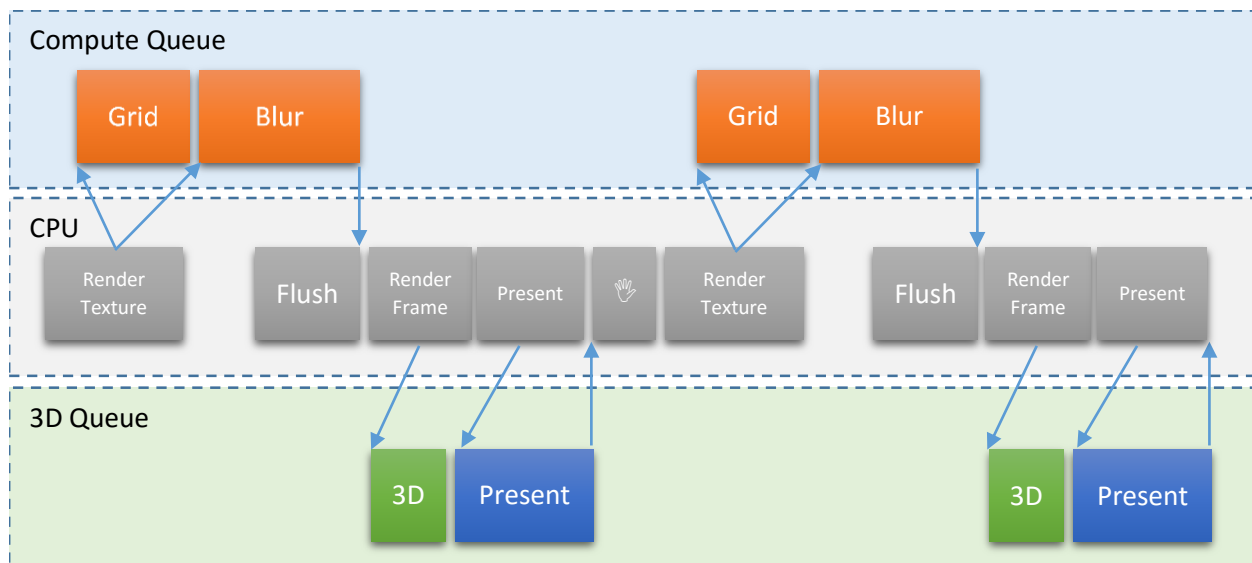 Compute Queue
Grid
Blur
Grid
Blur
CPU
Render
Texture
Flush
Render
Frame
Present
🖐
Render
Texture
Flush
Render
Frame
Present
3D Queue
3D
Present
3D
Present